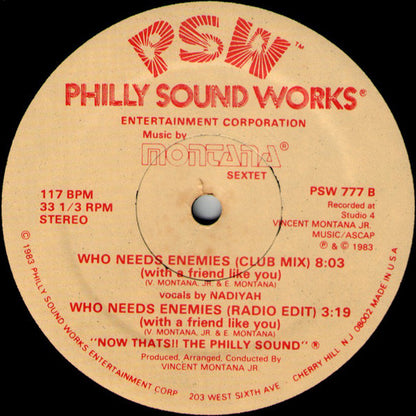 PSW™
PHILLY SOUND WORKS®
ENTERTAINMENT CORPORATION
Music by
MONTANA®
SEXTET
117 BPM
33 1/3 RPM
STEREO
PSW 777 B
Recorded at
Studio 4
VINCENT MONTANA JR.
MUSIC/ASCAP
Ⓟ & © 1983
WHO NEEDS ENEMIES (CLUB MIX) 8:03
(with a friend like you)
(V. MONTANA, JR. & E. MONTANA)
vocals by NADIYAH
WHO NEEDS ENEMIES (RADIO EDIT) 3:19
(with a friend like you)
(V. MONTANA, JR & E. MONTANA)
"NOW THATS!! THE PHILLY SOUND"®
Produced, Arranged, Conducted By
VINCENT MONTANA JR.
© 1983 PHILLY SOUND WORKS ENTERTAINMENT CORP 203 WEST SIXTH AVE. CHERRY HILL, NJ 08002 MADE IN U.S.A